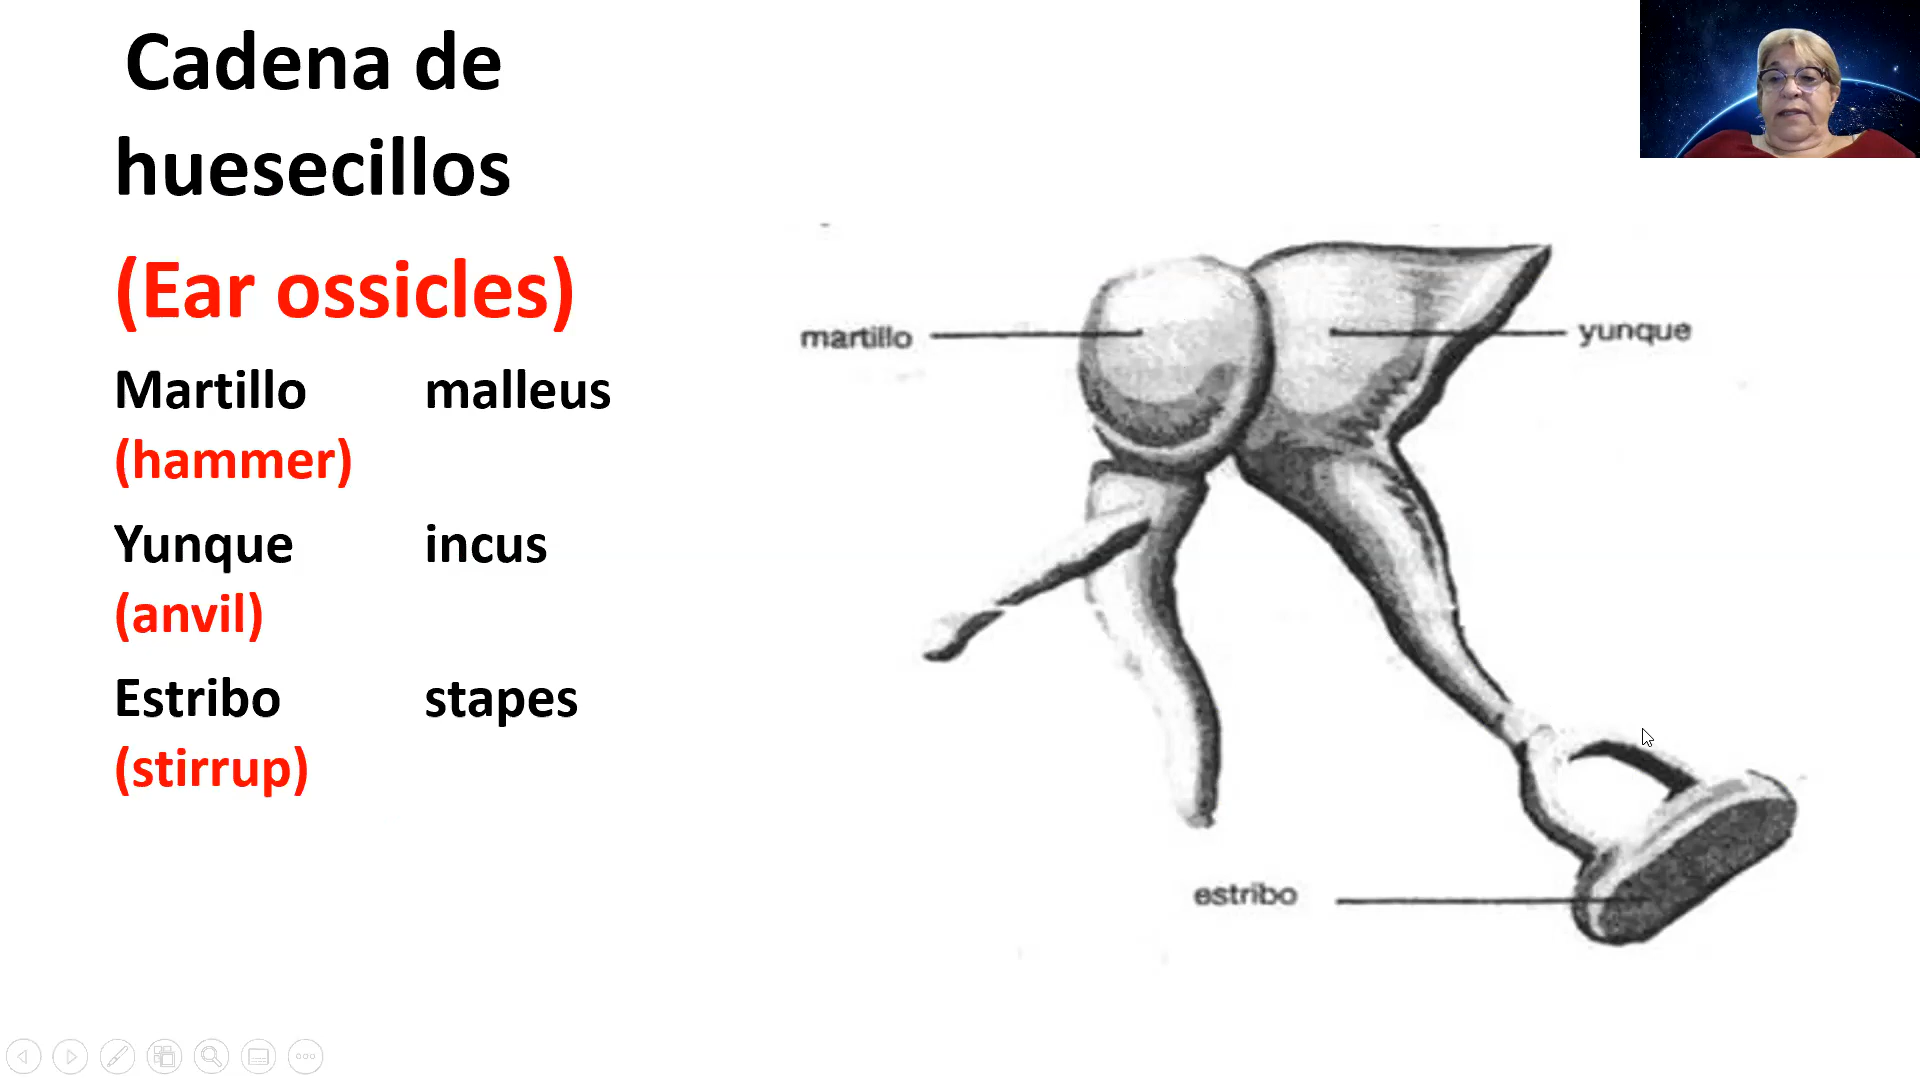 Cadena de
huesecillos
(Ear ossicles)
Martillo malleus
(hammer)
Yunque incus
(anvil)
Estribo stapes
(stirrup)
martillo
yunque
estribo